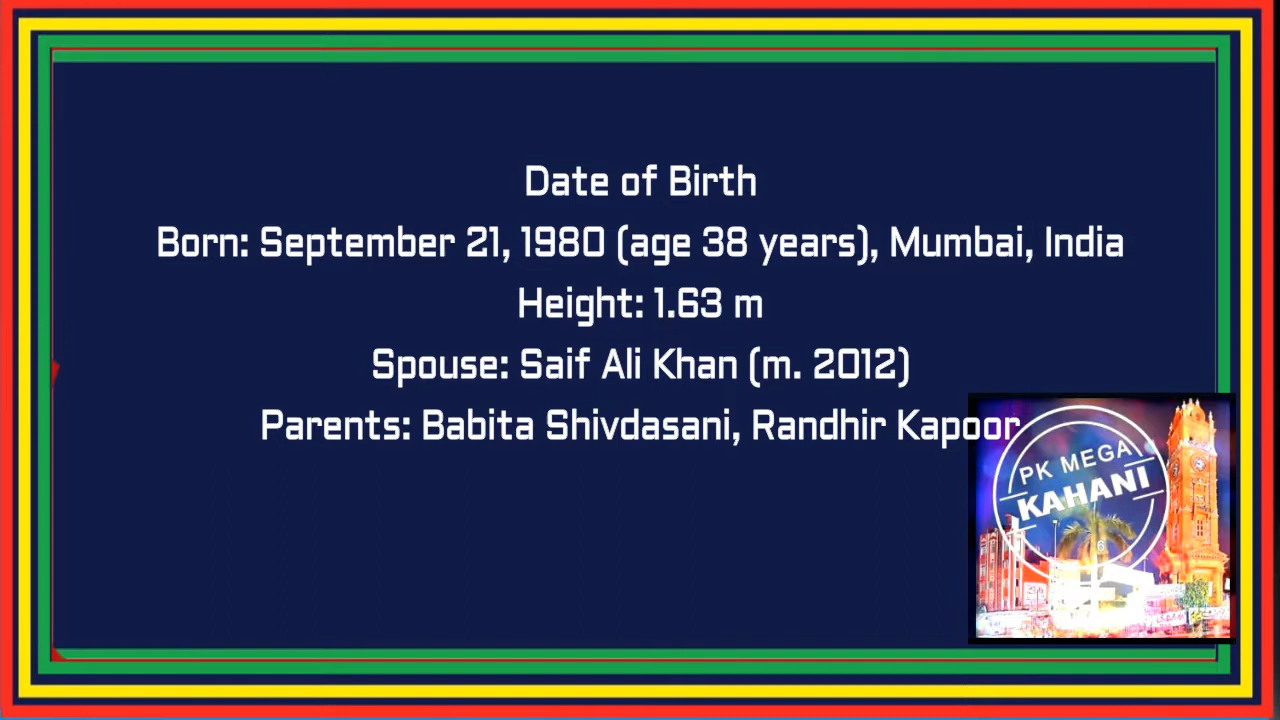 Date of Birth
Born: September 21, 1980 (age 38 years), Mumbai, India
Height: 1.63 m
Spouse: Saif Ali Khan (m. 2012)
Parents: Babita Shivdasani, Randhir Kapoor
PK MEGA
KAHANI
6